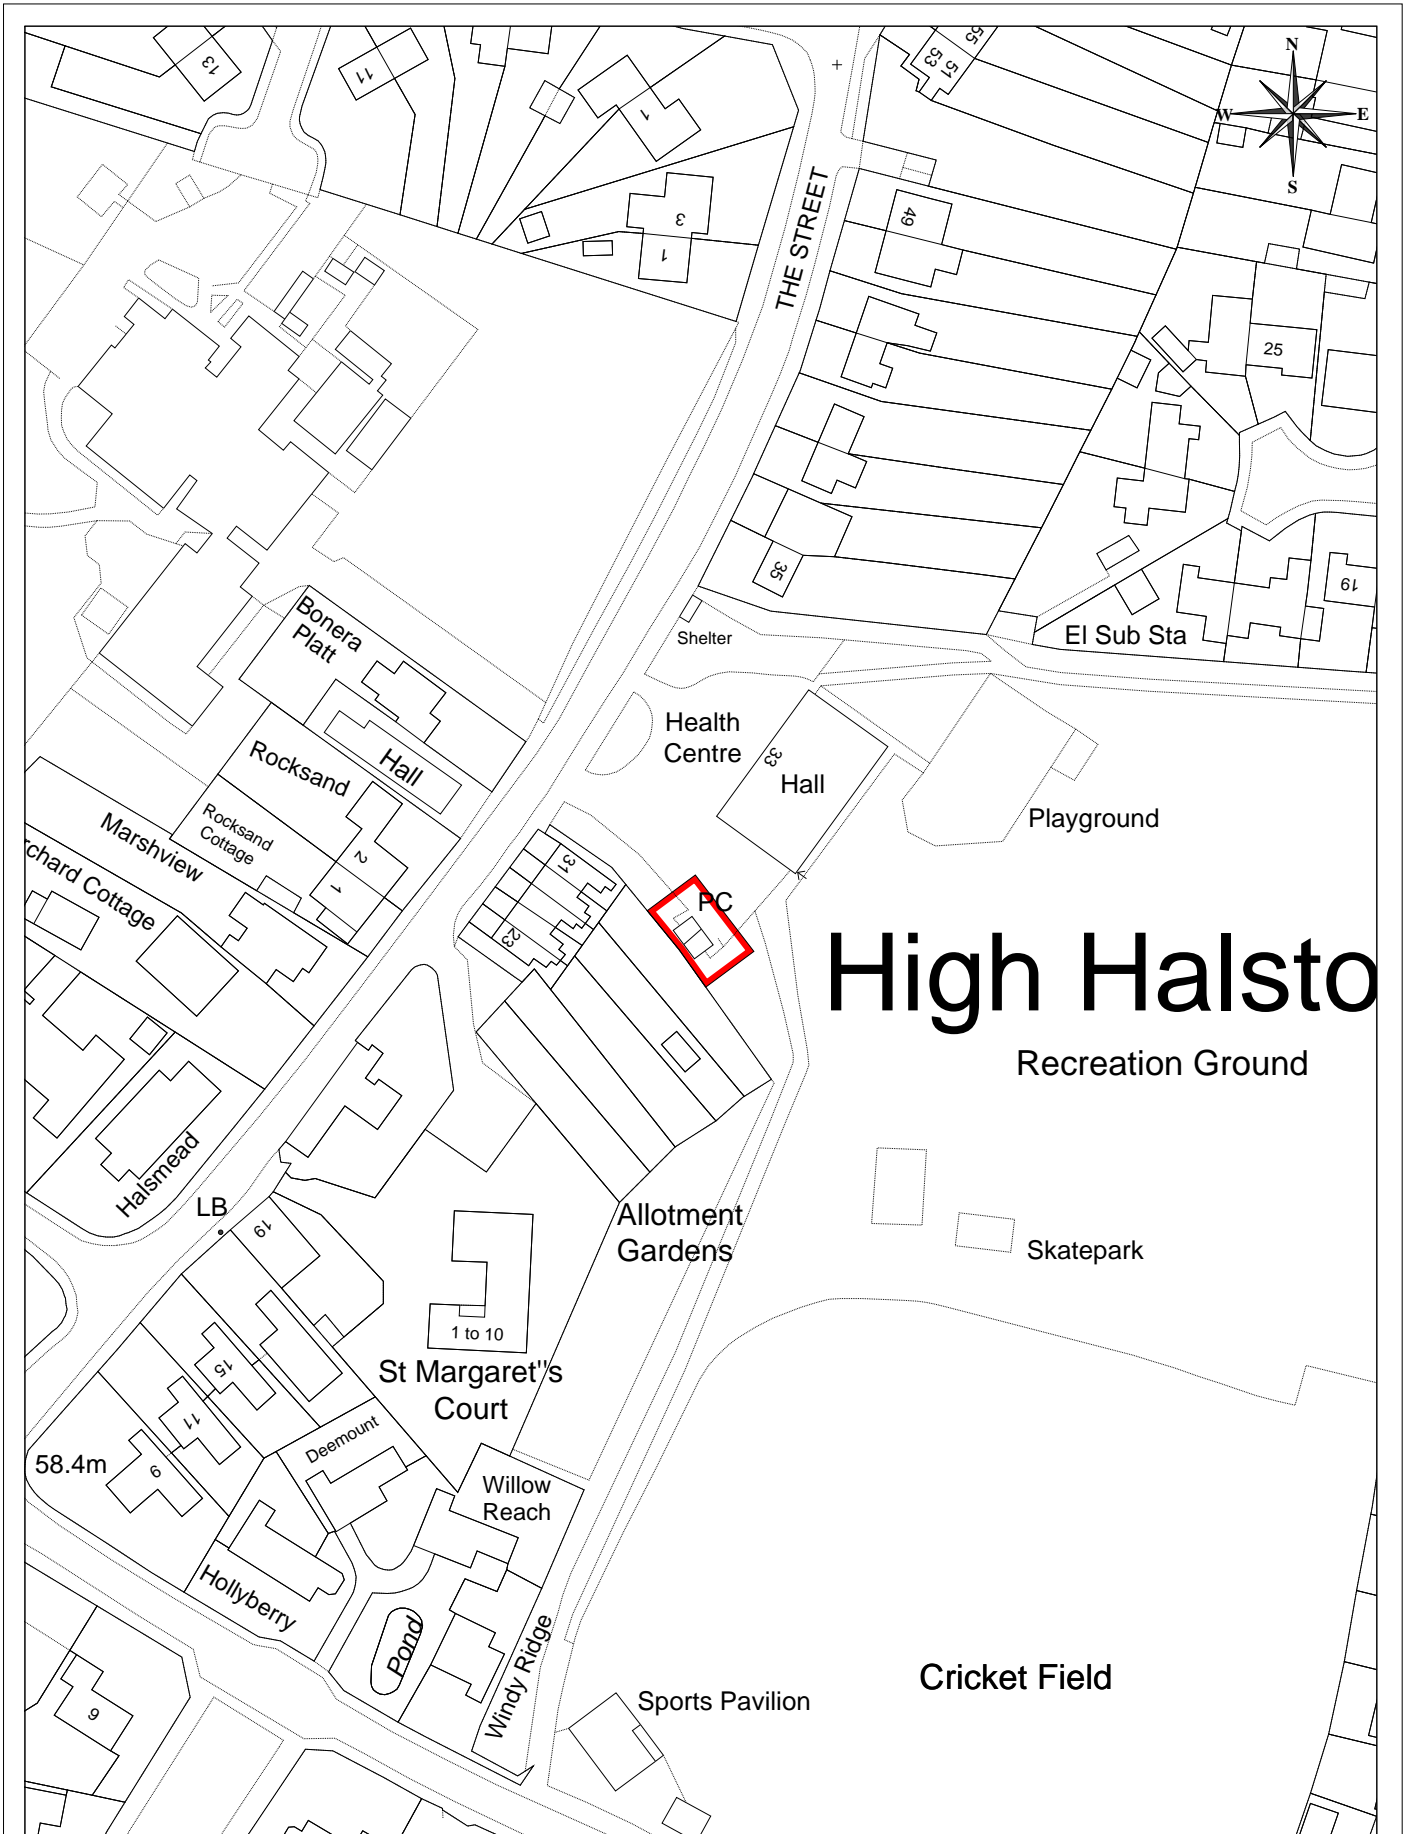 13
11
1
55
53
51
N
W
E
S
THE STREET
3
1
49
25
35
19
El Sub Sta
Shelter
Bonera
Platt
Health
Centre
33
Hall
Hall
Rocksand
Rocksand
Cottage
Marshview
rchard Cottage
2
1
31
23
PC
Playground
High Halsto
Recreation Ground
Halsmead
LB
19
Allotment
Gardens
Skatepark
1 to 10
St Margaret"s
Court
15
11
9
58.4m
Deemount
Willow
Reach
Hollyberry
Pond
Windy Ridge
Cricket Field
Sports Pavilion
9